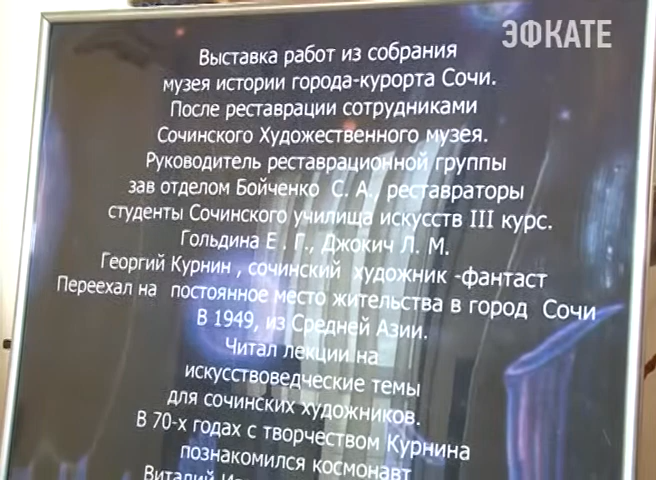 ЭФКАТЕ
Выставка работ из собрания
музея истории города-курорта Сочи.
После реставрации сотрудниками
Сочинского Художественного музея.
Руководитель реставрационной группы
зав отделом Бойченко С. А., реставраторы
студенты Сочинского училища искусств III курс.
Гольдина Е . Г., Джокич Л. М.
Георгий Курнин , сочинский художник -фантаст
Переехал на постоянное место жительства в город Сочи
В 1949, из Средней Азии.
Читал лекции на
искусствоведческие темы
для сочинских художников.
В 70-х годах с творчеством Курнина
познакомился космонавт
Виталий